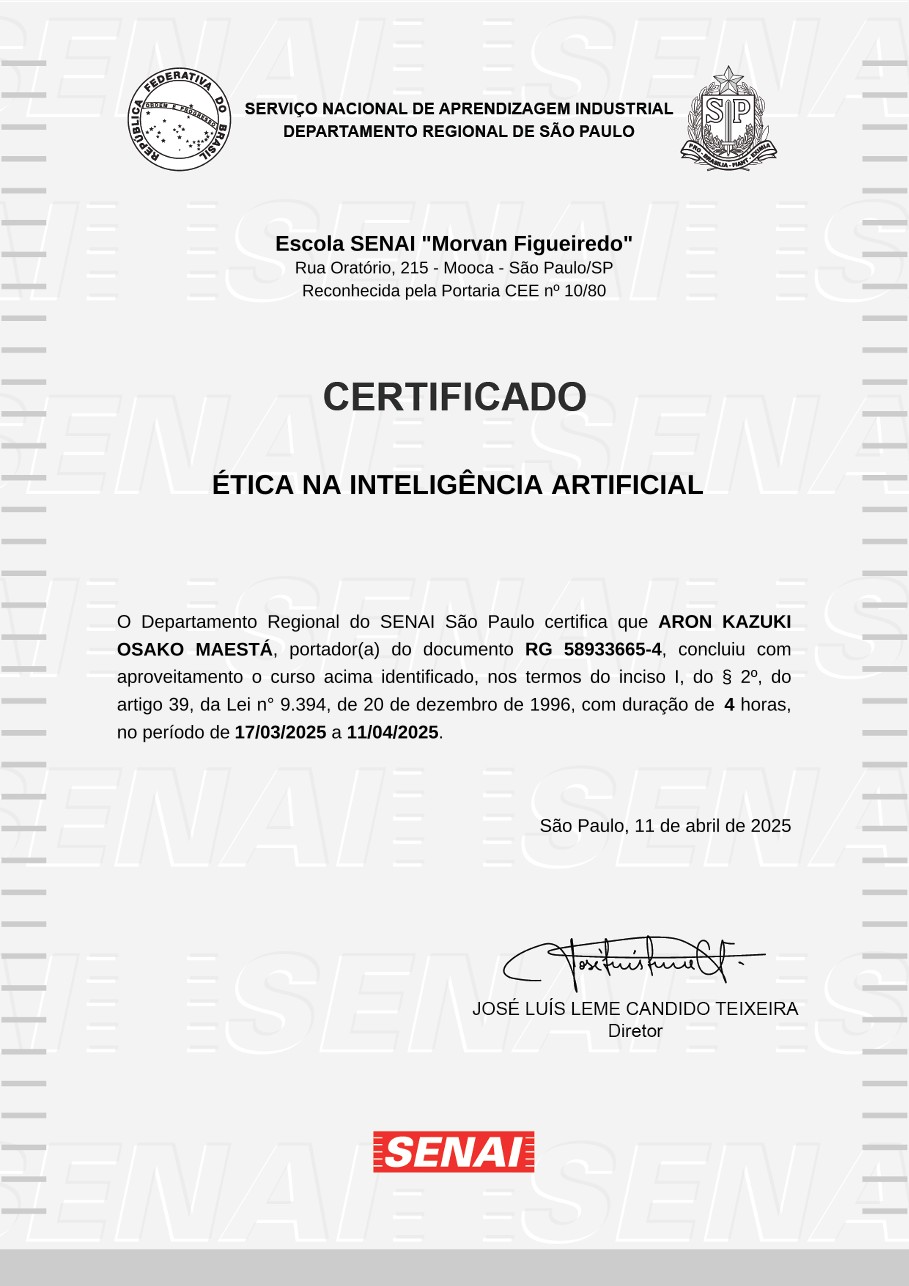 REPÚBLICA FEDERATIVA DO BRASIL
ORDEM E PROGRESSO
SERVIÇO NACIONAL DE APRENDIZAGEM INDUSTRIAL
DEPARTAMENTO REGIONAL DE SÃO PAULO
SP
PRO · BRASILIA · FIANT · EXIMIA
Escola SENAI "Morvan Figueiredo"
Rua Oratório, 215 - Mooca - São Paulo/SP
Reconhecida pela Portaria CEE nº 10/80
CERTIFICADO
ÉTICA NA INTELIGÊNCIA ARTIFICIAL
O Departamento Regional do SENAI São Paulo certifica que ARON KAZUKI
OSAKO MAESTÁ, portador(a) do documento RG 58933665-4, concluiu com
aproveitamento o curso acima identificado, nos termos do inciso I, do § 2º, do
artigo 39, da Lei n° 9.394, de 20 de dezembro de 1996, com duração de 4 horas,
no período de 17/03/2025 a 11/04/2025.
São Paulo, 11 de abril de 2025
JOSÉ LUÍS LEME CANDIDO TEIXEIRA
Diretor
SENAI